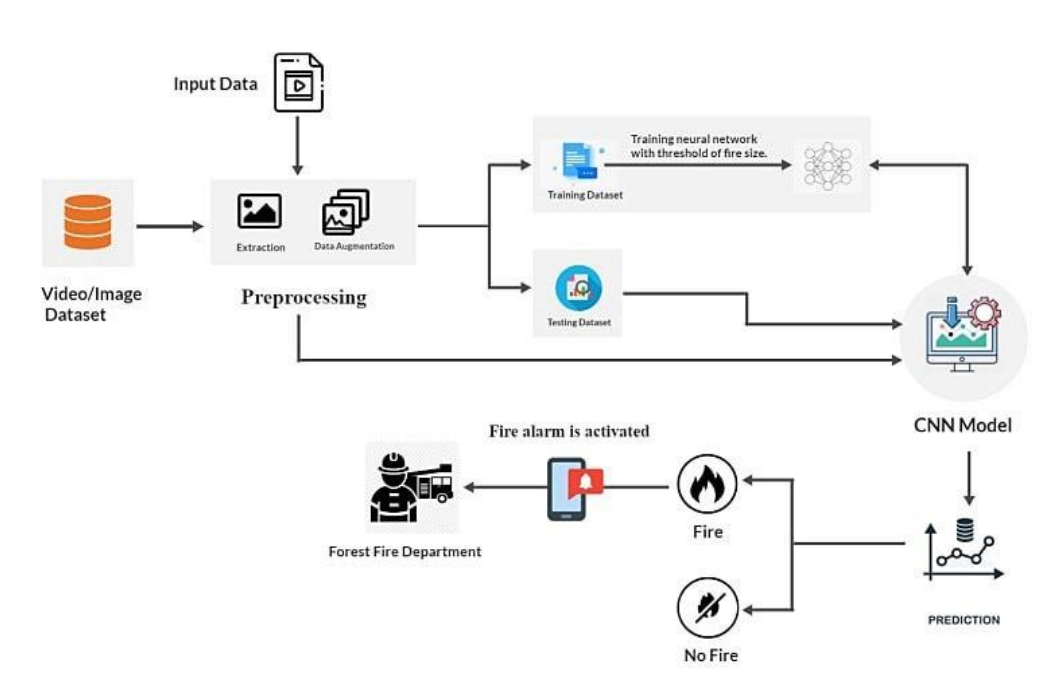 Input Data
Training neural network
with threshold of fire size.
Training Dataset
Extraction
Data Augmentation
Video/Image
Dataset
Preprocessing
Testing Dataset
CNN Model
Fire alarm is activated
Forest Fire Department
Fire
PREDICTION
No Fire